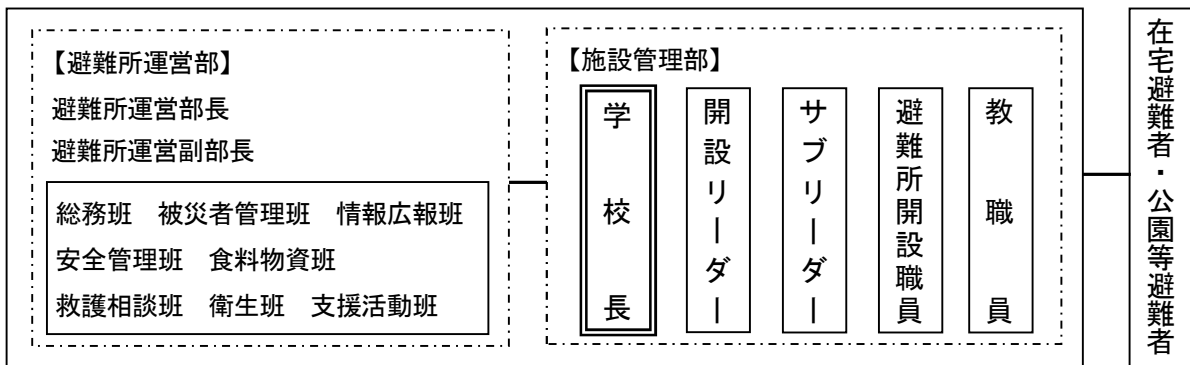 【避難所運営部】
避難所運営部長
避難所運営副部長
総務班　被災者管理班　情報広報班
安全管理班　食料物資班
救護相談班　衛生班　支援活動班
【施設管理部】
学校長
開設リーダー
サブリーダー
避難所開設職員
教職員
在宅避難者・公園等避難者